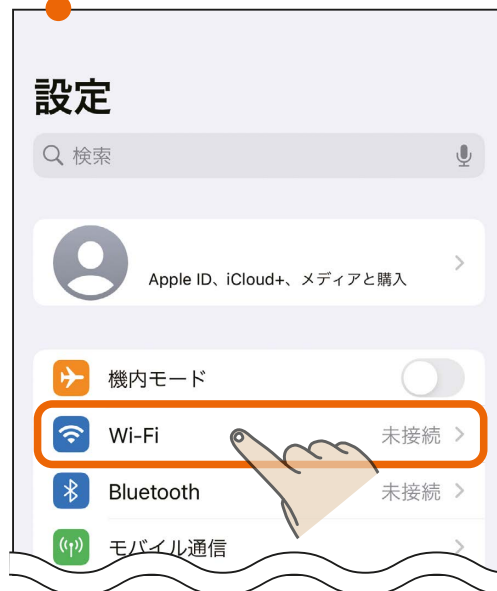 設定
検索
Apple ID、iCloud+、メディアと購入
機内モード
Wi-Fi 未接続
Bluetooth 未接続
モバイル通信